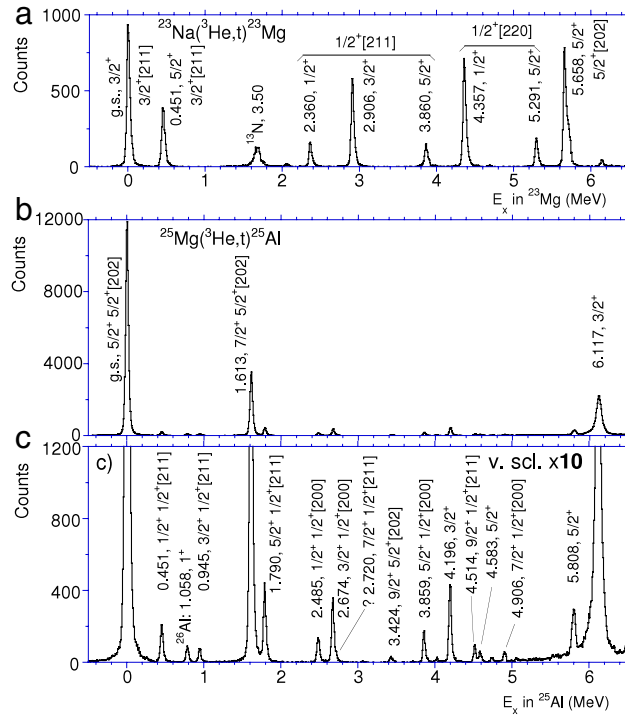 a
²³Na(³He,t)²³Mg
Counts
900
500
0
g.s., 3/2⁺
3/2⁺[211]
0.451, 5/2⁺
3/2⁺[211]
¹³N, 3.50
1/2⁺[211]
2.360, 1/2⁺
2.906, 3/2⁺
3.860, 5/2⁺
1/2⁺[220]
4.357, 1/2⁺
5.291, 5/2⁺
5.658, 5/2⁺
5/2⁺[202]
0 1 2 3 4 5 6
Eₓ in ²³Mg (MeV)
b
²⁵Mg(³He,t)²⁵Al
Counts
12000
8000
4000
0
g.s., 5/2⁺ 5/2⁺[202]
1.613, 7/2⁺ 5/2⁺[202]
6.117, 3/2⁺
c
c)
v. scl. x10
Counts
1200
800
400
0
0.451, 1/2⁺ 1/2⁺[211]
²⁶Al: 1.058, 1⁺
0.945, 3/2⁺ 1/2⁺[211]
1.790, 5/2⁺ 1/2⁺[211]
2.485, 1/2⁺ 1/2⁺[200]
2.674, 3/2⁺ 1/2⁺[200]
? 2.720, 7/2⁺ 1/2⁺[211]
3.424, 9/2⁺ 5/2⁺[202]
3.859, 5/2⁺ 1/2⁺[200]
4.196, 3/2⁺
4.514, 9/2⁺ 1/2⁺[211]
4.583, 5/2⁺
4.906, 7/2⁺ 1/2⁺[200]
5.808, 5/2⁺
0 1 2 3 4 5 6
Eₓ in ²⁵Al (MeV)